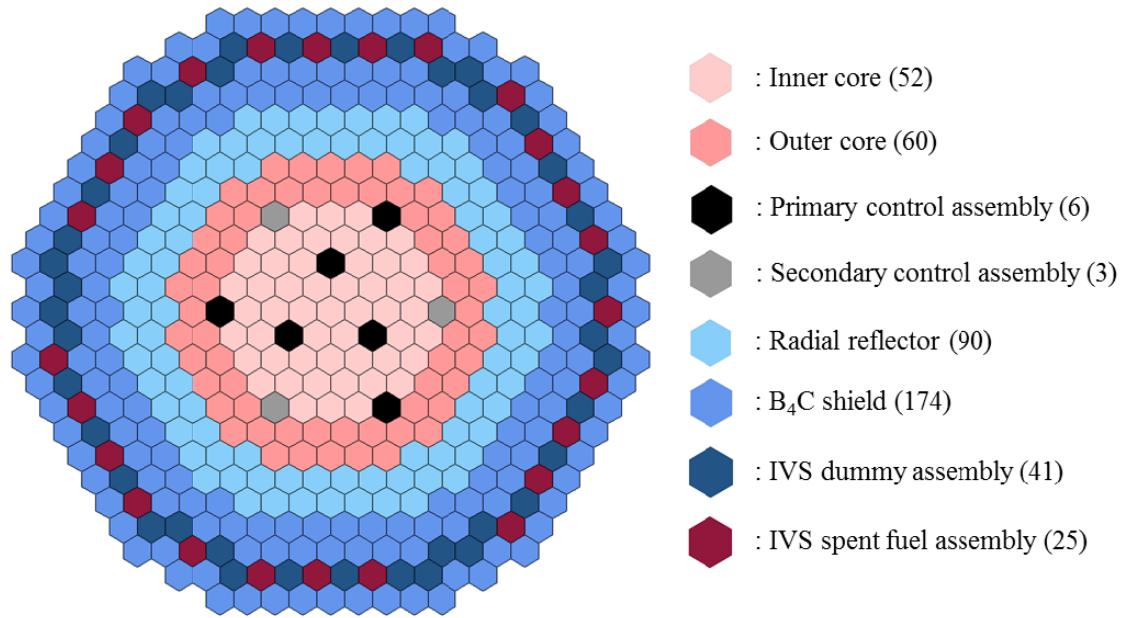 : Inner core (52)
: Outer core (60)
: Primary control assembly (6)
: Secondary control assembly (3)
: Radial reflector (90)
: B₄C shield (174)
: IVS dummy assembly (41)
: IVS spent fuel assembly (25)